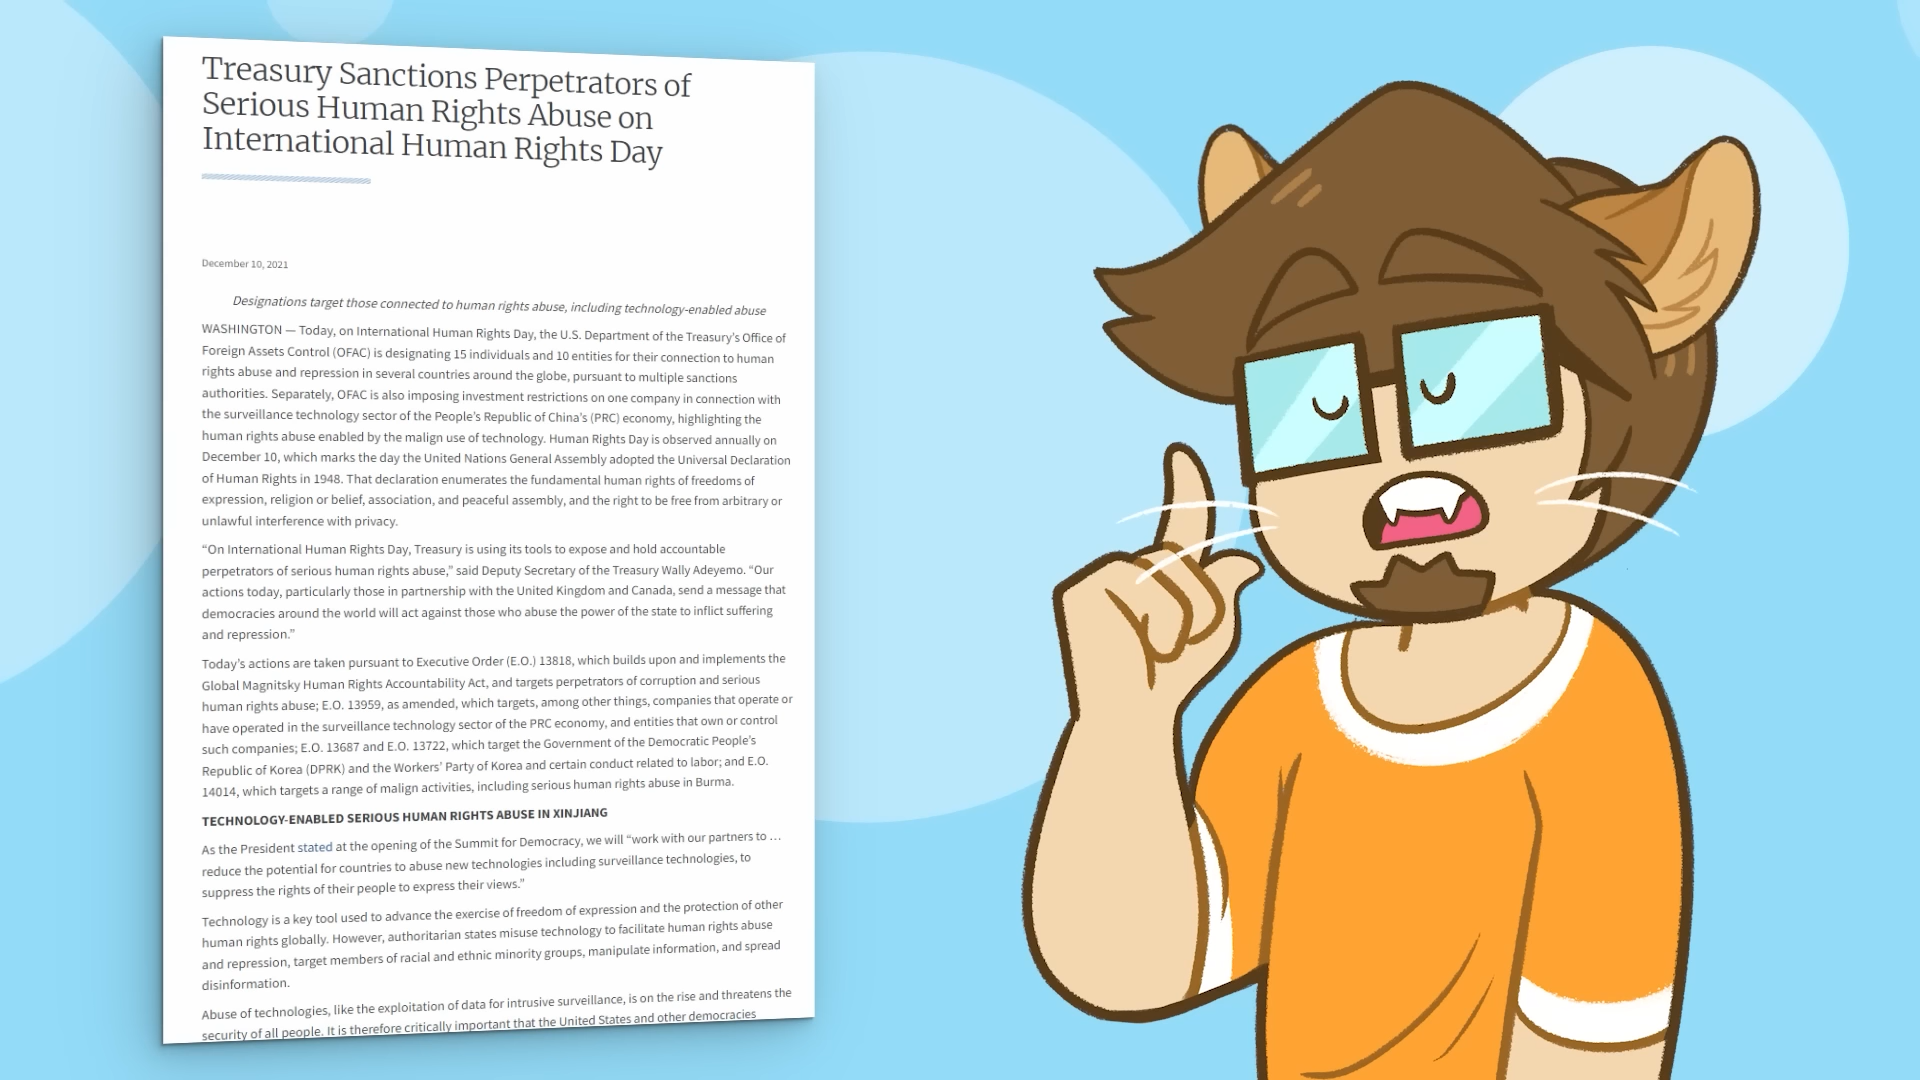 Treasury Sanctions Perpetrators of
Serious Human Rights Abuse on
International Human Rights Day
December 10, 2021
Designations target those connected to human rights abuse, including technology-enabled abuse
WASHINGTON — Today, on International Human Rights Day, the U.S. Department of the Treasury’s Office of
Foreign Assets Control (OFAC) is designating 15 individuals and 10 entities for their connection to human
rights abuse and repression in several countries around the globe, pursuant to multiple sanctions
authorities. Separately, OFAC is also imposing investment restrictions on one company in connection with
the surveillance technology sector of the People’s Republic of China’s (PRC) economy, highlighting the
human rights abuse enabled by the malign use of technology. Human Rights Day is observed annually on
December 10, which marks the day the United Nations General Assembly adopted the Universal Declaration
of Human Rights in 1948. That declaration enumerates the fundamental human rights of freedoms of
expression, religion or belief, association, and peaceful assembly, and the right to be free from arbitrary or
unlawful interference with privacy.
“On International Human Rights Day, Treasury is using its tools to expose and hold accountable
perpetrators of serious human rights abuse,” said Deputy Secretary of the Treasury Wally Adeyemo. “Our
actions today, particularly those in partnership with the United Kingdom and Canada, send a message that
democracies around the world will act against those who abuse the power of the state to inflict suffering
and repression.”
Today’s actions are taken pursuant to Executive Order (E.O.) 13818, which builds upon and implements the
Global Magnitsky Human Rights Accountability Act, and targets perpetrators of corruption and serious
human rights abuse; E.O. 13959, as amended, which targets, among other things, companies that operate or
have operated in the surveillance technology sector of the PRC economy, and entities that own or control
such companies; E.O. 13687 and E.O. 13722, which target the Government of the Democratic People’s
Republic of Korea (DPRK) and the Workers’ Party of Korea and certain conduct related to labor; and E.O.
14014, which targets a range of malign activities, including serious human rights abuse in Burma.
TECHNOLOGY-ENABLED SERIOUS HUMAN RIGHTS ABUSE IN XINJIANG
As the President stated at the opening of the Summit for Democracy, we will “work with our partners to …
reduce the potential for countries to abuse new technologies including surveillance technologies, to
suppress the rights of their people to express their views.”
Technology is a key tool used to advance the exercise of freedom of expression and the protection of other
human rights globally. However, authoritarian states misuse technology to facilitate human rights abuse
and repression, target members of racial and ethnic minority groups, manipulate information, and spread
disinformation.
Abuse of technologies, like the exploitation of data for intrusive surveillance, is on the rise and threatens the
security of all people. It is therefore critically important that the United States and other democracies